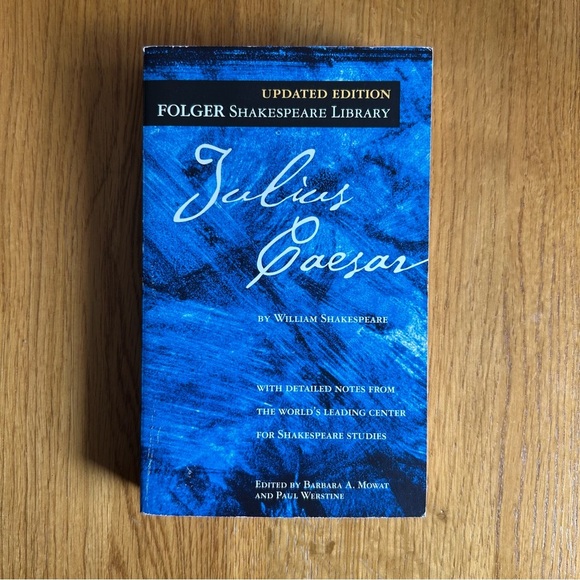 UPDATED EDITION
FOLGER SHAKESPEARE LIBRARY
Julius
Caesar
BY WILLIAM SHAKESPEARE
WITH DETAILED NOTES FROM
THE WORLD'S LEADING CENTER
FOR SHAKESPEARE STUDIES
EDITED BY BARBARA A. MOWAT
AND PAUL WERSTINE